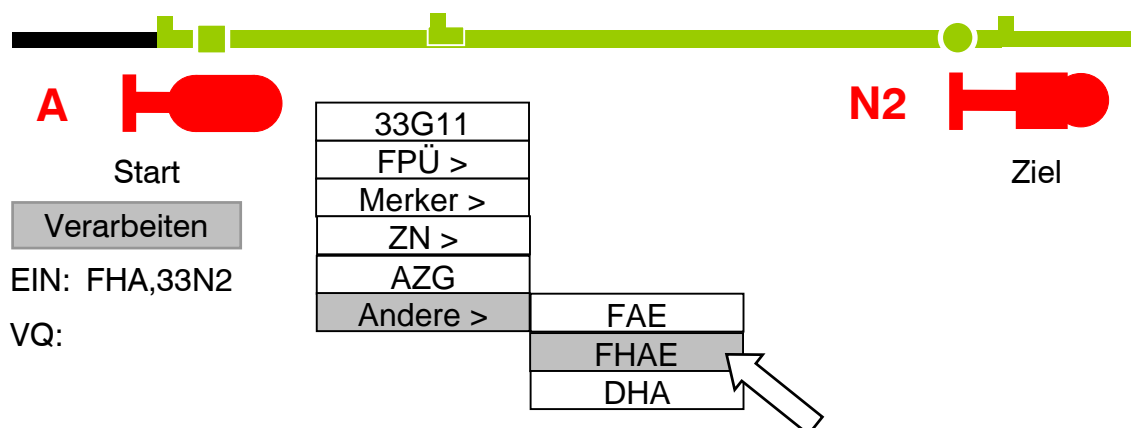 A
N2
Start
Ziel
33G11
FPÜ >
Merker >
ZN >
AZG
Andere >
FAE
FHAE
DHA
Verarbeiten
EIN: FHA,33N2
VQ: